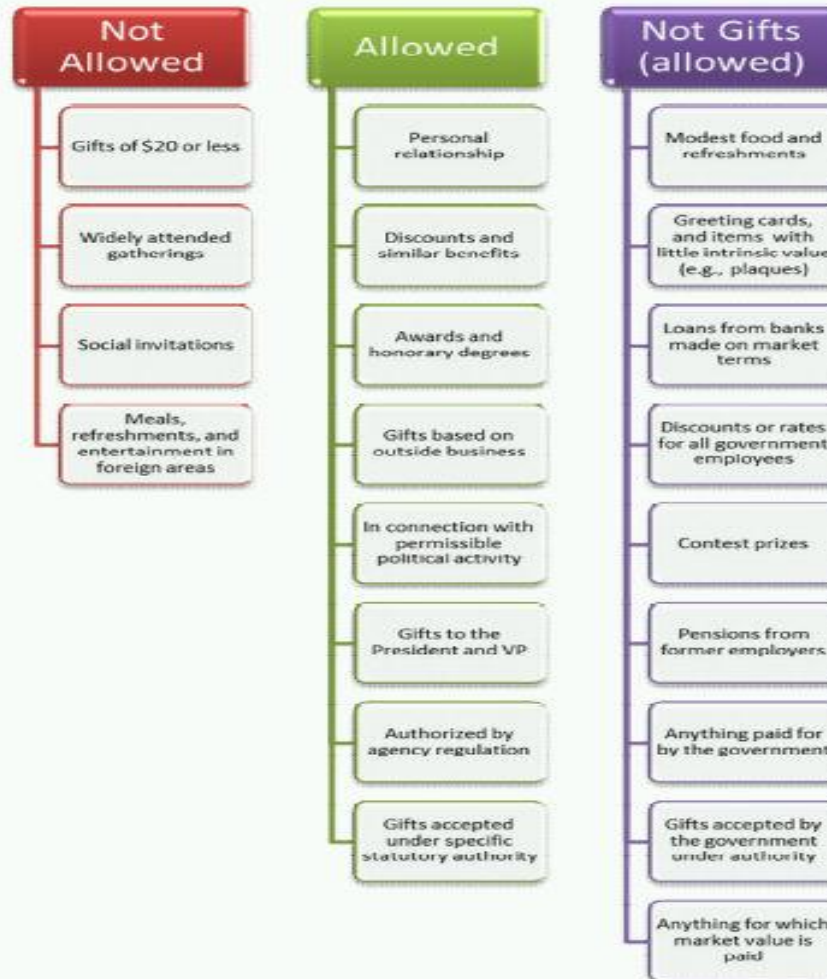 Not
Allowed
Gifts of $20 or less
Widely attended
gatherings
Social invitations
Meals,
refreshments, and
entertainment in
foreign areas
Allowed
Personal
relationship
Discounts and
similar benefits
Awards and
honorary degrees
Gifts based on
outside business
In connection with
permissible
political activity
Gifts to the
President and VP
Authorized by
agency regulation
Gifts accepted
under specific
statutory authority
Not Gifts
(allowed)
Modest food and
refreshments
Greeting cards,
and items with
little intrinsic value
(e.g., plaques)
Loans from banks
made on market
terms
Discounts or rates
for all government
employees
Contest prizes
Pensions from
former employers
Anything paid for
by the government
Gifts accepted by
the government
under authority
Anything for which
market value is
paid